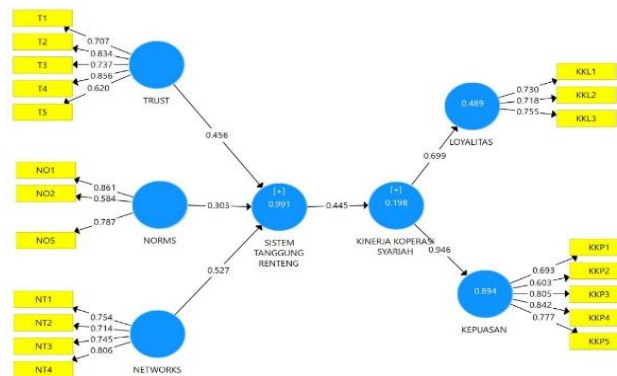 T1
T2
T3
T4
T5
0.707
0.834
0.737
0.856
0.620
TRUST
0.456
NO1
NO2
NO5
0.861
0.584
0.787
NORMS
0.303
NT1
NT2
NT3
NT4
0.754
0.714
0.745
0.806
NETWORKS
0.527
[+]
0.991
SISTEM
TANGGUNG
RENTENG
0.445
[+]
0.198
KINERJA KOPERASI
SYARIAH
0.699
0.946
0.489
LOYALITAS
0.730
0.718
0.755
KKL1
KKL2
KKL3
0.894
KEPUASAN
0.693
0.603
0.805
0.842
0.777
KKP1
KKP2
KKP3
KKP4
KKP5